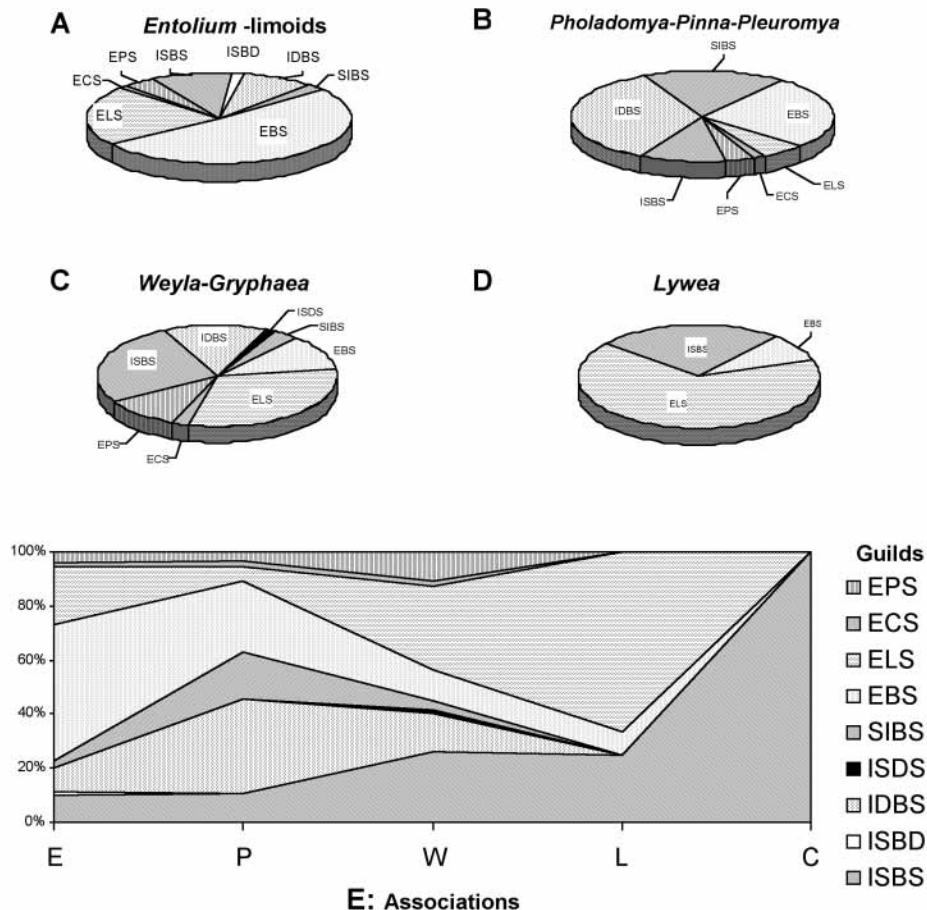 A
Entolium -limoids
ECS
EPS
ISBS
ISBD
IDBS
SIBS
ELS
EBS
B
Pholadomya-Pinna-Pleuromya
SIBS
IDBS
EBS
ISBS
EPS
ECS
ELS
C
Weyla-Gryphaea
ISDS
SIBS
IDBS
EBS
ISBS
ELS
EPS
ECS
D
Lywea
EBS
ISBS
ELS
100%
80%
60%
40%
20%
0%
E P W L C
E: Associations
Guilds
EPS
ECS
ELS
EBS
SIBS
ISDS
IDBS
ISBD
ISBS